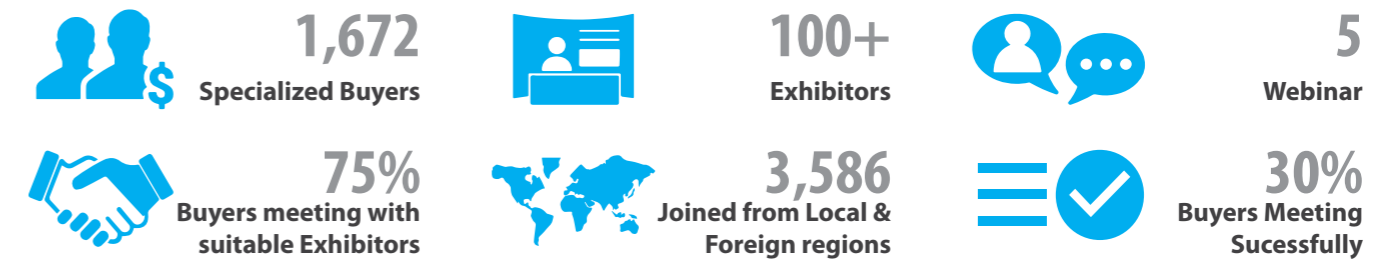 1,672
Specialized Buyers
100+
Exhibitors
5
Webinar
75%
Buyers meeting with
suitable Exhibitors
3,586
Joined from Local &
Foreign regions
30%
Buyers Meeting
Sucessfully